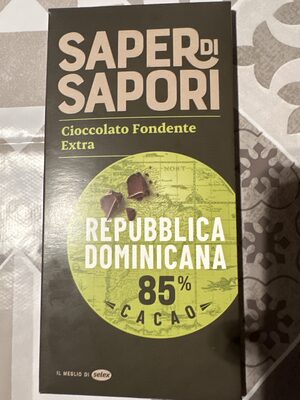 SAPER DI
SAPORI
Cioccolato Fondente
Extra
REPUBBLICA
DOMINICANA
85%
CACAO
IL MEGLIO DI selex